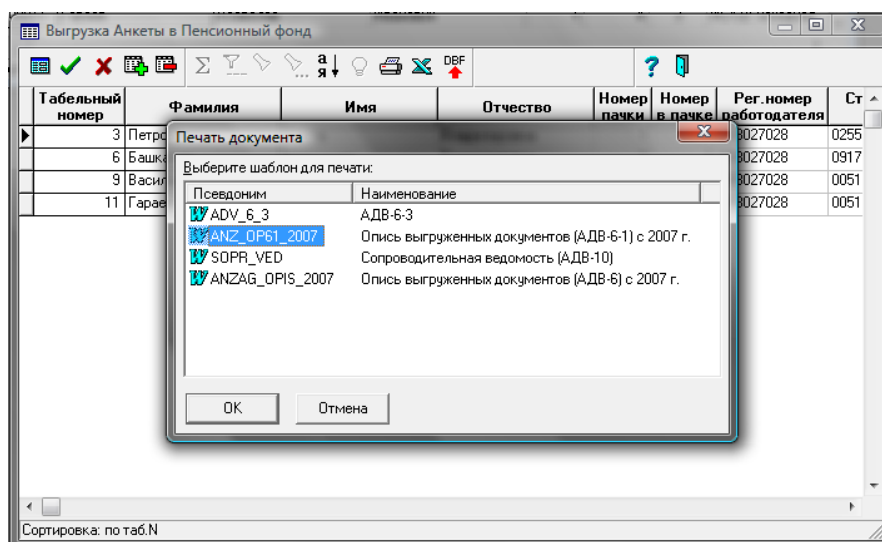 Выгрузка Анкеты в Пенсионный фонд
Σ
а я
DBF
?
Табельный номер Фамилия Имя Отчество Номер пачки Номер в пачке Рег.номер работодателя Ст
3 Петро 8027028 0255
6 Башка 8027028 0917
9 Васил 8027028 0051
11 Гарае 8027028 0051
Печать документа
Выберите шаблон для печати:
Псевдоним Наименование
ADV_6_3 АДВ-6-3
ANZ_OP61_2007 Опись выгруженных документов (АДВ-6-1) с 2007 г.
SOPR_VED Сопроводительная ведомость (АДВ-10)
ANZAG_OPIS_2007 Опись выгруженных документов (АДВ-6) с 2007 г.
OK Отмена
Сортировка: по таб.N